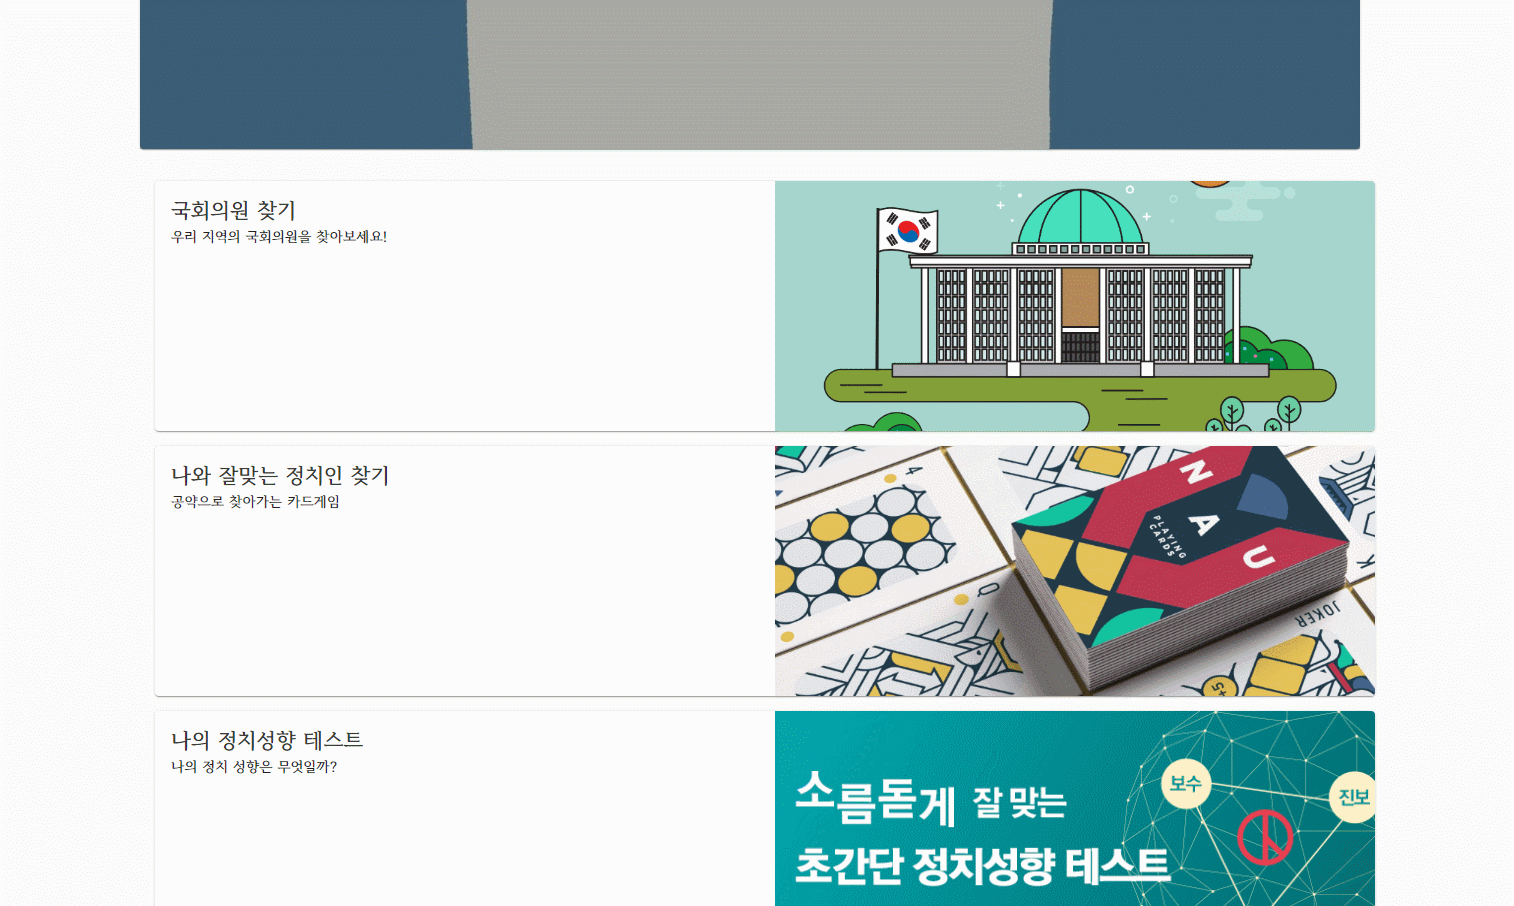 국회의원 찾기
우리 지역의 국회의원을 찾아보세요!
나와 잘맞는 정치인 찾기
공약으로 찾아가는 카드게임
4
N
A
U
PLAYING
CARDS
K
Q
JOKER
+5
나의 정치성향 테스트
나의 정치 성향은 무엇일까?
소름돋게 잘 맞는
초간단 정치성향 테스트
보수
진보